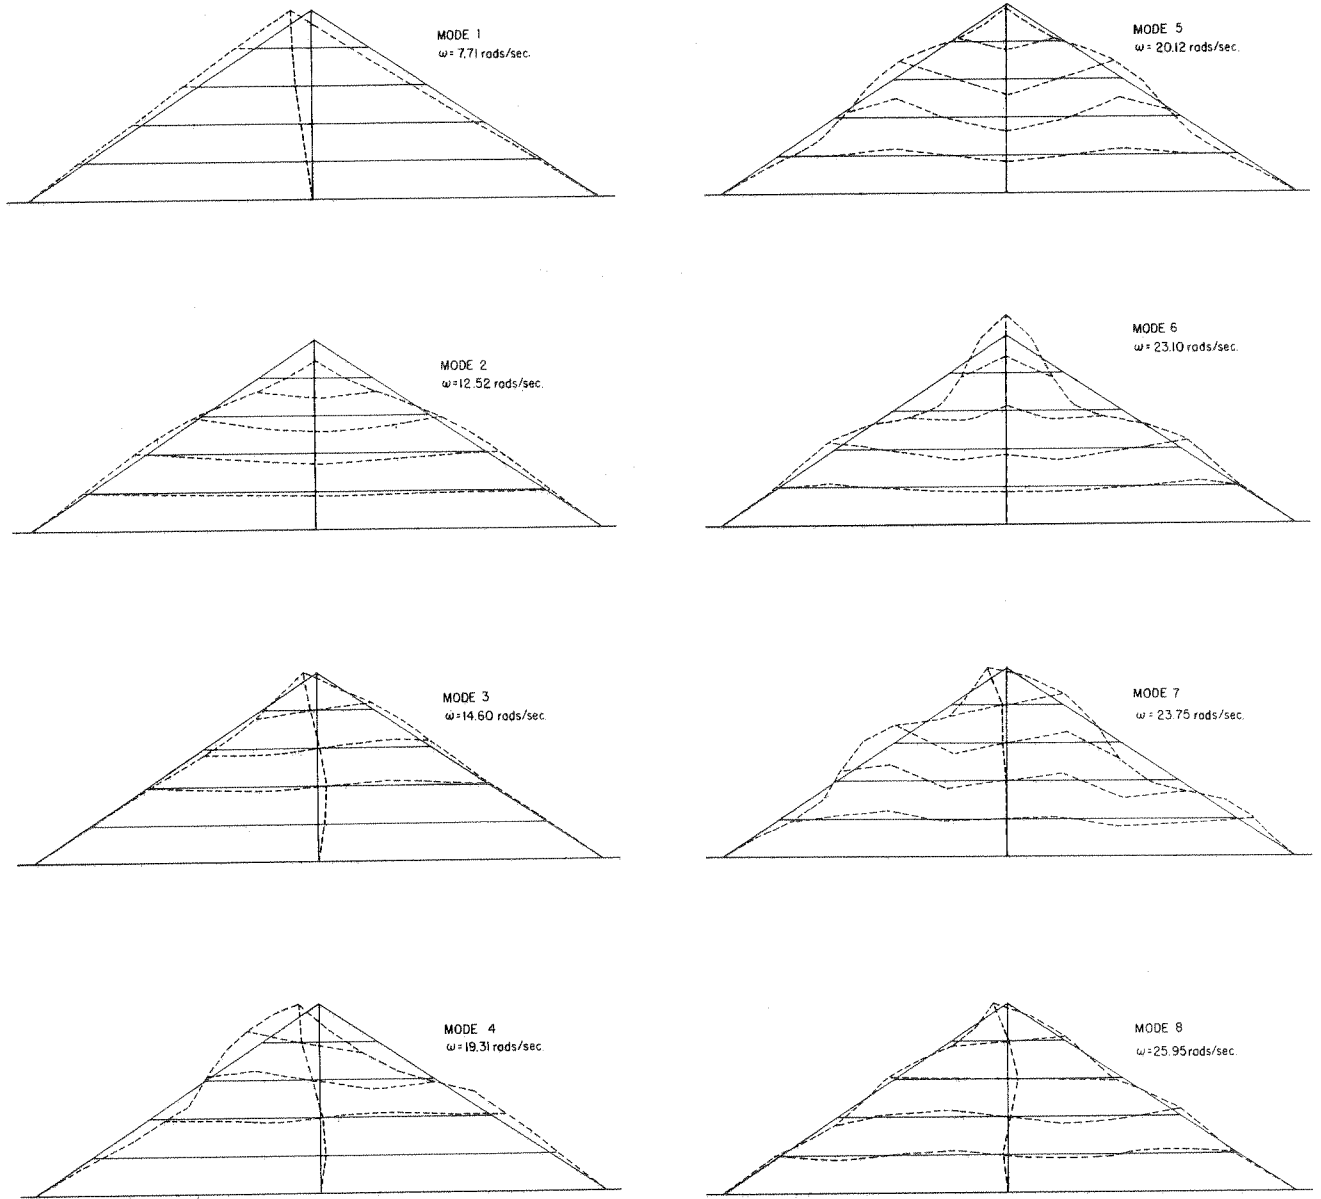 MODE 1
ω = 7.71 rads/sec.
MODE 2
ω = 12.52 rads/sec.
MODE 3
ω = 14.60 rads/sec.
MODE 4
ω = 19.31 rads/sec.
MODE 5
ω = 20.12 rads/sec.
MODE 6
ω = 23.10 rads/sec.
MODE 7
ω = 23.75 rads/sec.
MODE 8
ω = 25.95 rads/sec.